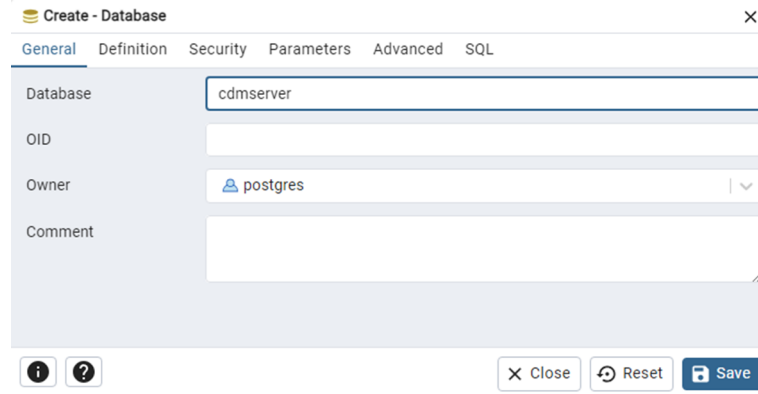 Create - Database
General Definition Security Parameters Advanced SQL
Database cdmserver
OID
Owner postgres
Comment
Close Reset Save